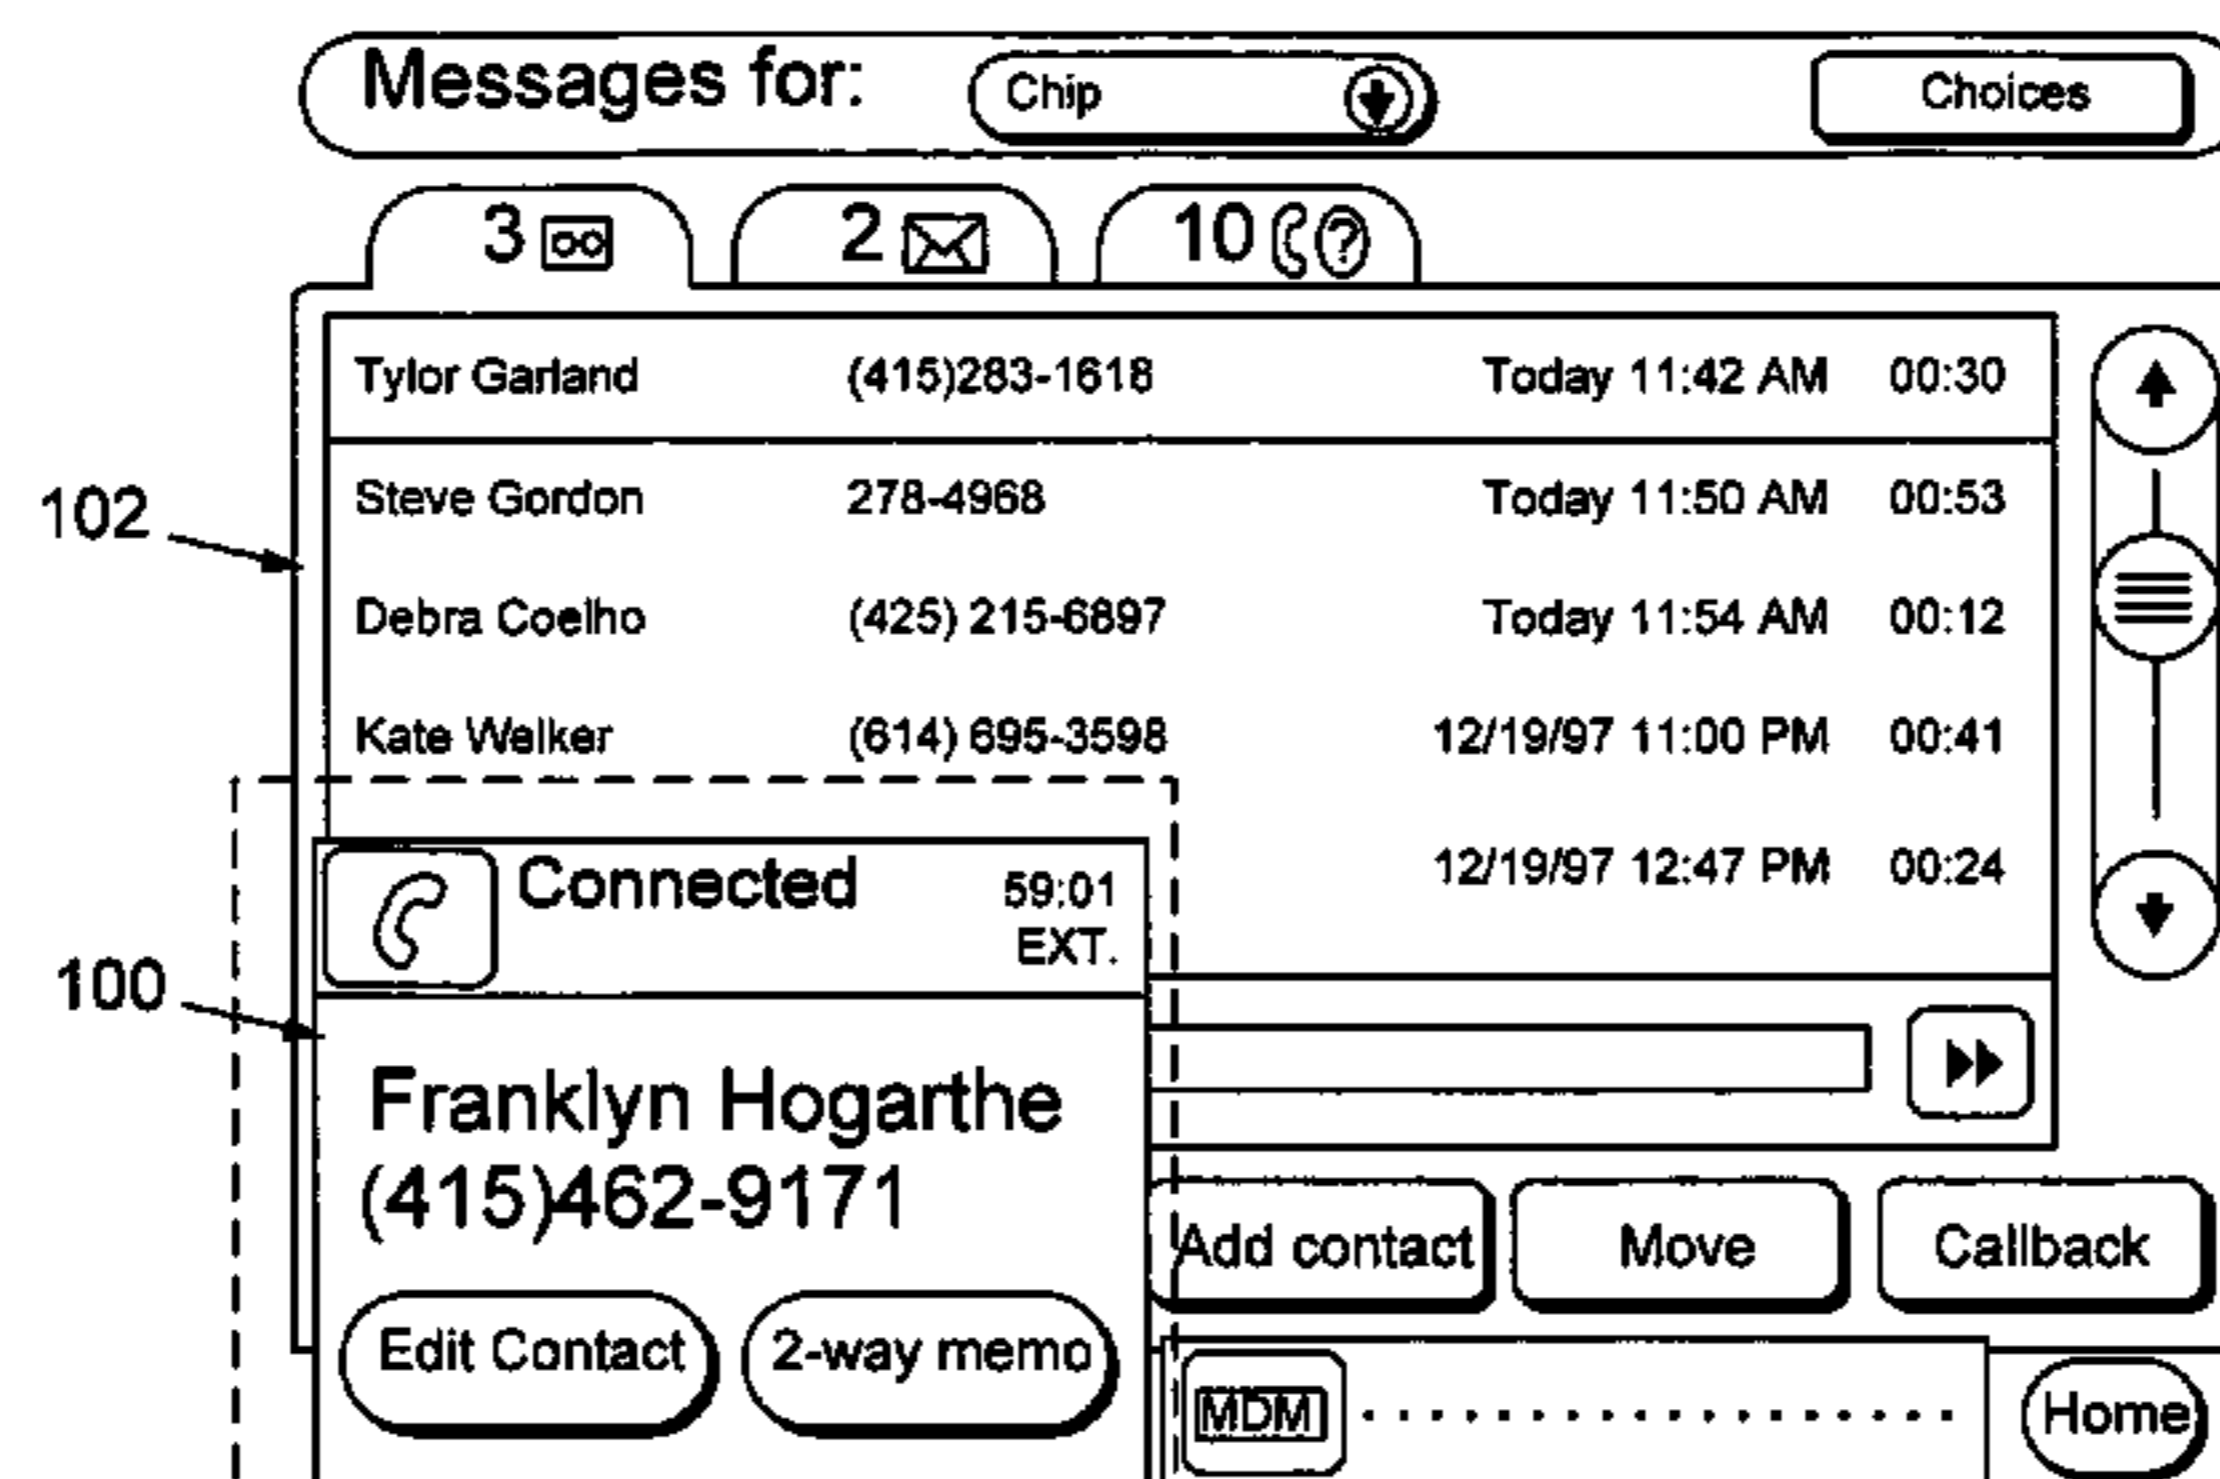 Messages for: Chip Choices
3 2 10 ?
Tylor Garland (415)283-1618 Today 11:42 AM 00:30
Steve Gordon 278-4968 Today 11:50 AM 00:53
102
Debra Coelho (425) 215-6897 Today 11:54 AM 00:12
Kate Welker (614) 695-3598 12/19/97 11:00 PM 00:41
12/19/97 12:47 PM 00:24
Connected 59:01
EXT.
100
Franklyn Hogarthe
(415)462-9171
Add contact Move Callback
Edit Contact 2-way memo
MDM Home